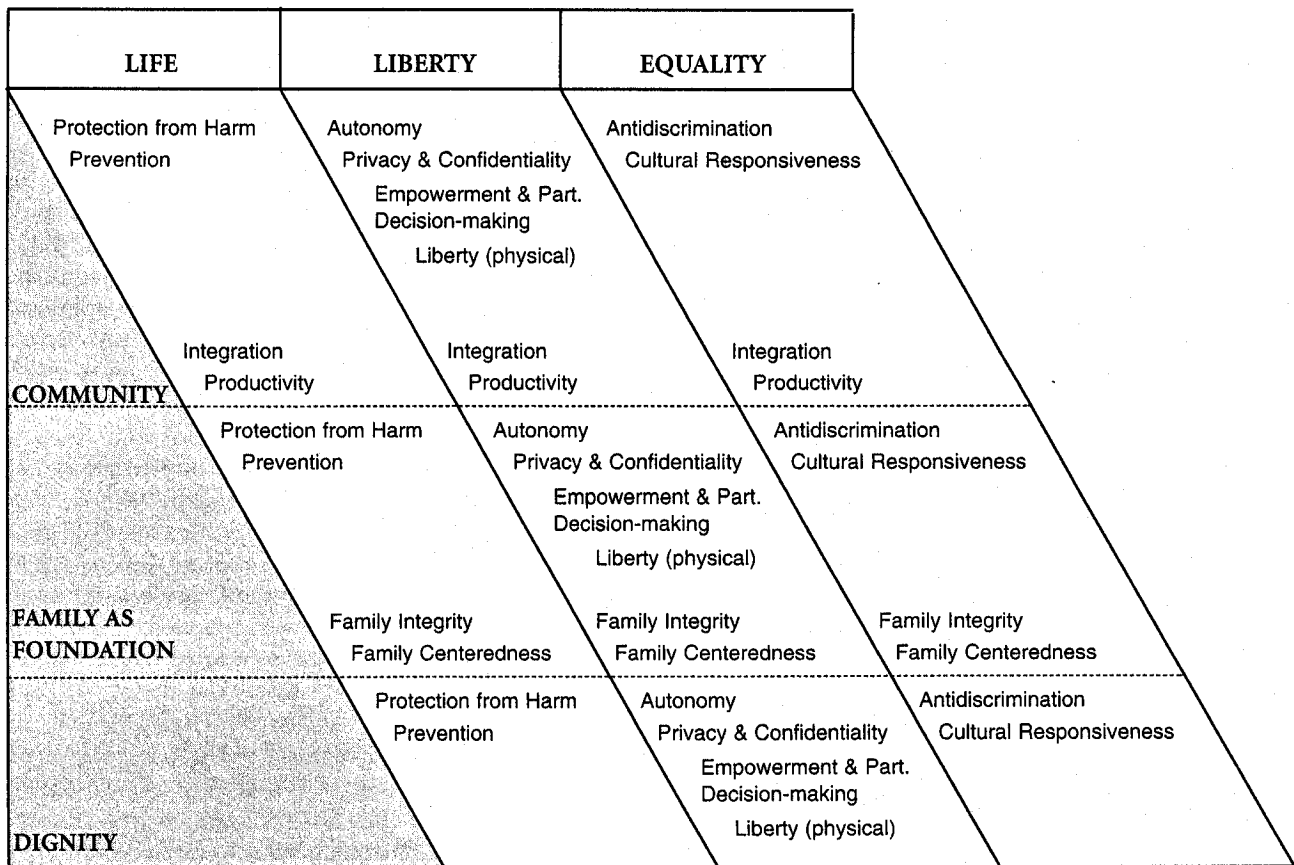 LIFE LIBERTY EQUALITY
Protection from Harm Autonomy Antidiscrimination
Prevention Privacy & Confidentiality Cultural Responsiveness
Empowerment & Part.
Decision-making
Liberty (physical)
Integration Integration Integration
Productivity Productivity Productivity
COMMUNITY
Protection from Harm Autonomy Antidiscrimination
Prevention Privacy & Confidentiality Cultural Responsiveness
Empowerment & Part.
Decision-making
Liberty (physical)
FAMILY AS Family Integrity Family Integrity Family Integrity
FOUNDATION Family Centeredness Family Centeredness Family Centeredness
Protection from Harm Autonomy Antidiscrimination
Prevention Privacy & Confidentiality Cultural Responsiveness
Empowerment & Part.
Decision-making
Liberty (physical)
DIGNITY